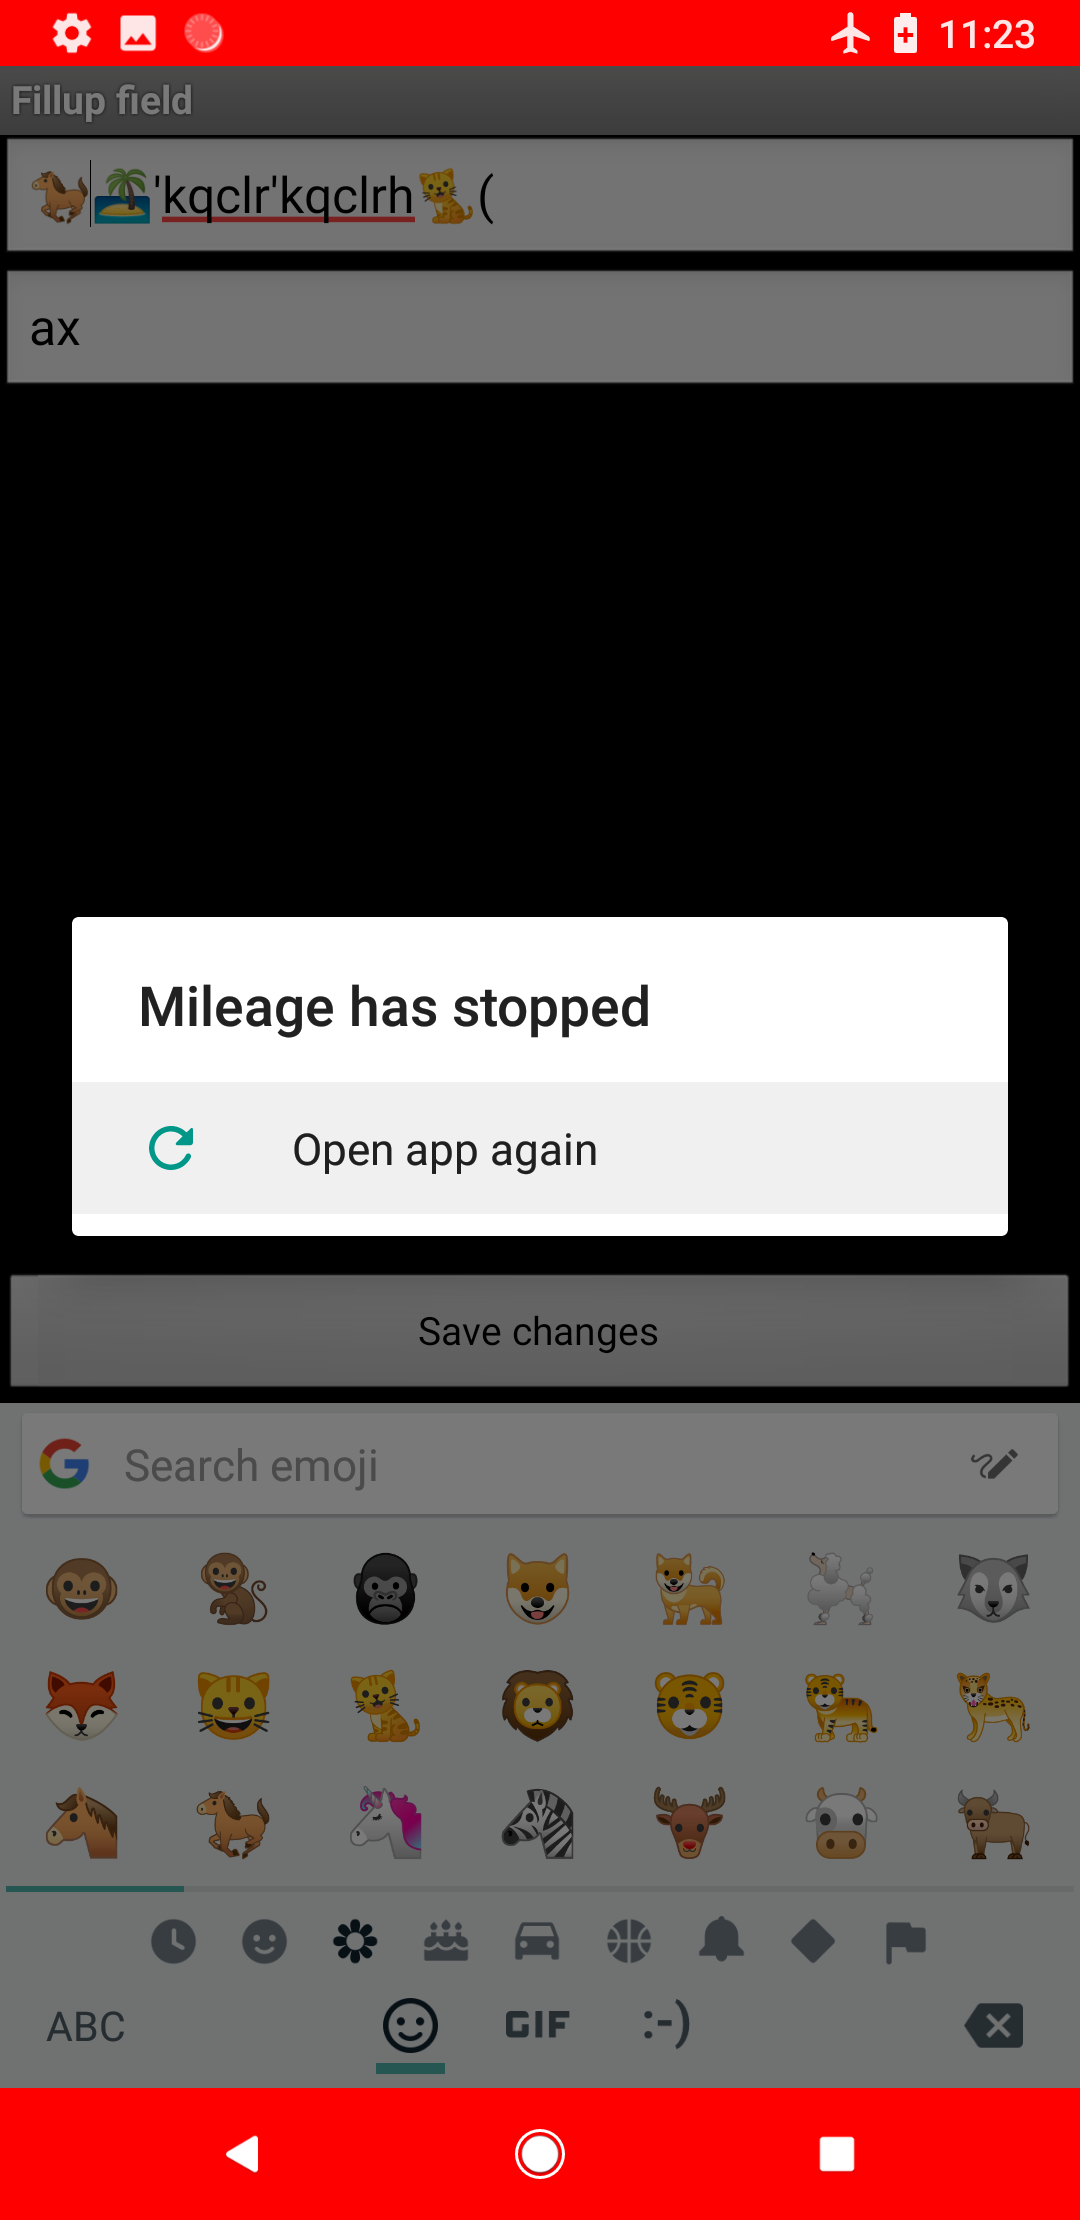 11:23
Fillup field
🐎🏝'kqclr'kqclrh🐈(
ax
Mileage has stopped
Open app again
Save changes
Search emoji
ABC
GIF
:-)